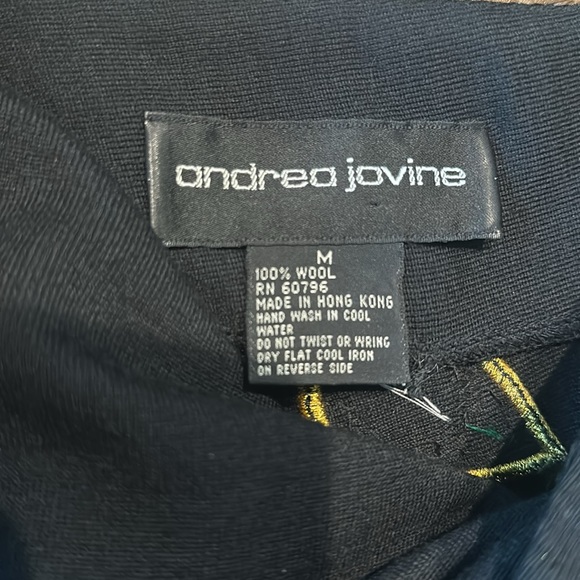 andrea jovine
M
100% WOOL
RN 60796
MADE IN HONG KONG
HAND WASH IN COOL
WATER
DO NOT TWIST OR WRING
DRY FLAT COOL IRON
ON REVERSE SIDE